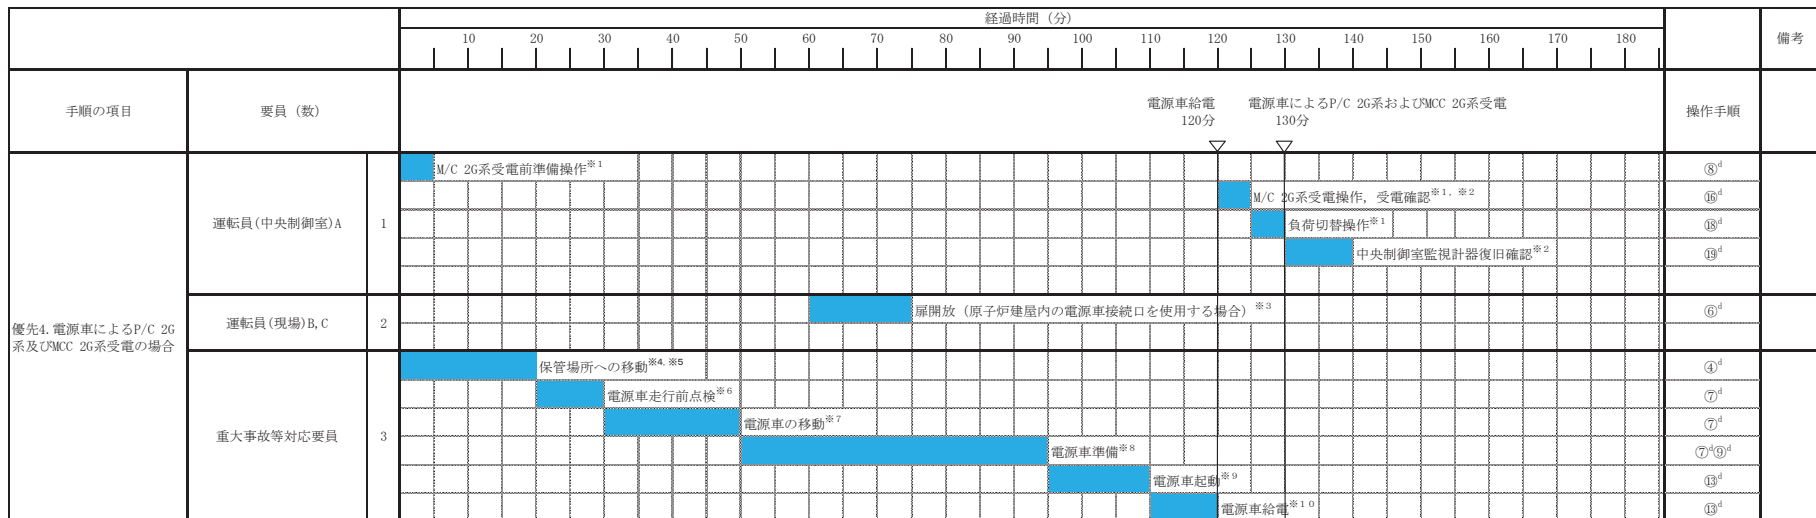 経過時間（分）
備考
10 20 30 40 50 60 70 80 90 100 110 120 130 140 150 160 170 180
手順の項目
要員（数）
電源車給電
120分
電源車によるP/C 2G系およびMCC 2G系受電
130分
操作手順
優先4.電源車によるP/C 2G
系及びMCC 2G系受電の場合
運転員(中央制御室)A
1
M/C 2G系受電前準備操作※1
⑧d
M/C 2G系受電操作，受電確認※1，※2
⑯d
負荷切替操作※1
⑱d
中央制御室監視計器復旧確認※2
⑲d
運転員(現場)B,C
2
扉開放（原子炉建屋内の電源車接続口を使用する場合）※3
⑥d
重大事故等対応要員
3
保管場所への移動※4，※5
④d
電源車走行前点検※6
⑦d
電源車の移動※7
⑦d
電源車準備※8
⑦d⑨d
電源車起動※9
⑬d
電源車給電※10
⑬d